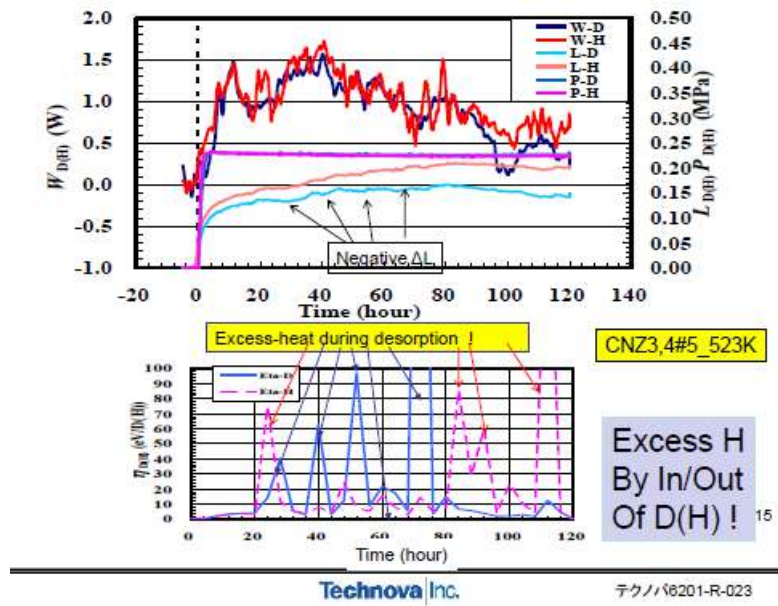 2.0
1.5
1.0
0.5
0.0
-0.5
-1.0
W D(H) (W)
W-D
W-H
L-D
L-H
P-D
P-H
0.50
0.45
0.40
0.35
0.30
0.25
0.20
0.15
0.10
0.05
0.00
L D(H) P D(H) (MPa)
Negative ΔL
-20 0 20 40 60 80 100 120 140
Time (hour)
Excess-heat during desorption !
CNZ3,4#5_523K
100
90
80
70
60
50
40
30
20
10
0
η D(H) (eV/D(H))
Eta-D
Eta-H
0 20 40 60 80 100 120
Time (hour)
Excess H
By In/Out
Of D(H) !
15
Technova Inc.
テクノバ6201-R-023